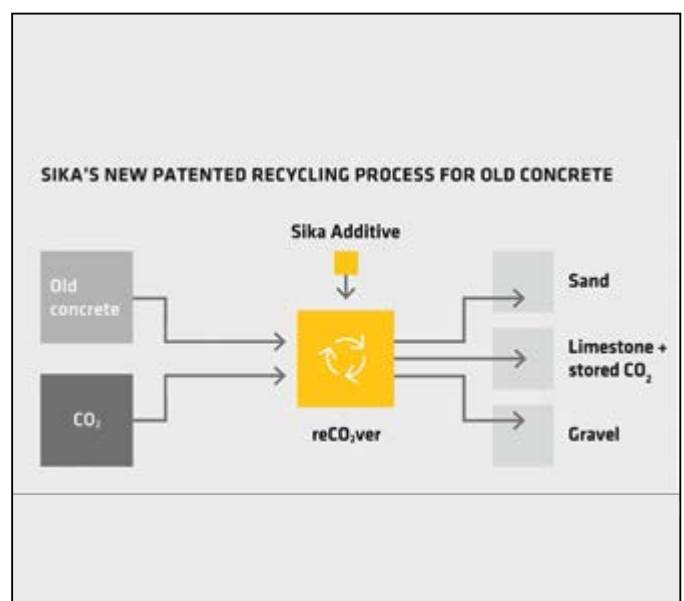 SIKA'S NEW PATENTED RECYCLING PROCESS FOR OLD CONCRETE
Sika Additive
Old
concrete
CO₂
reCO₂ver
Sand
Limestone +
stored CO₂
Gravel